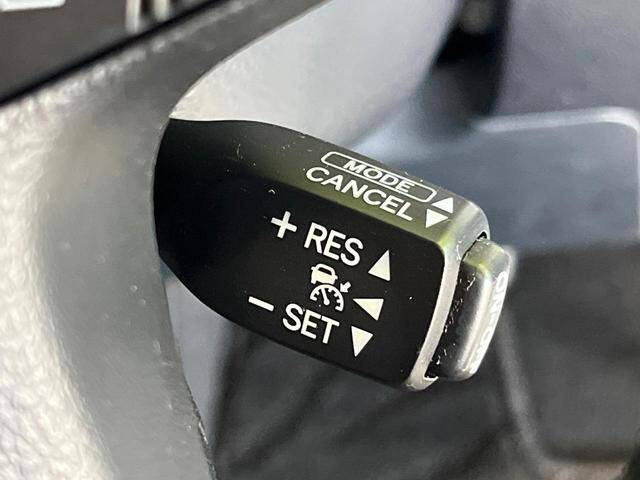 MODE
CANCEL
+ RES
- SET